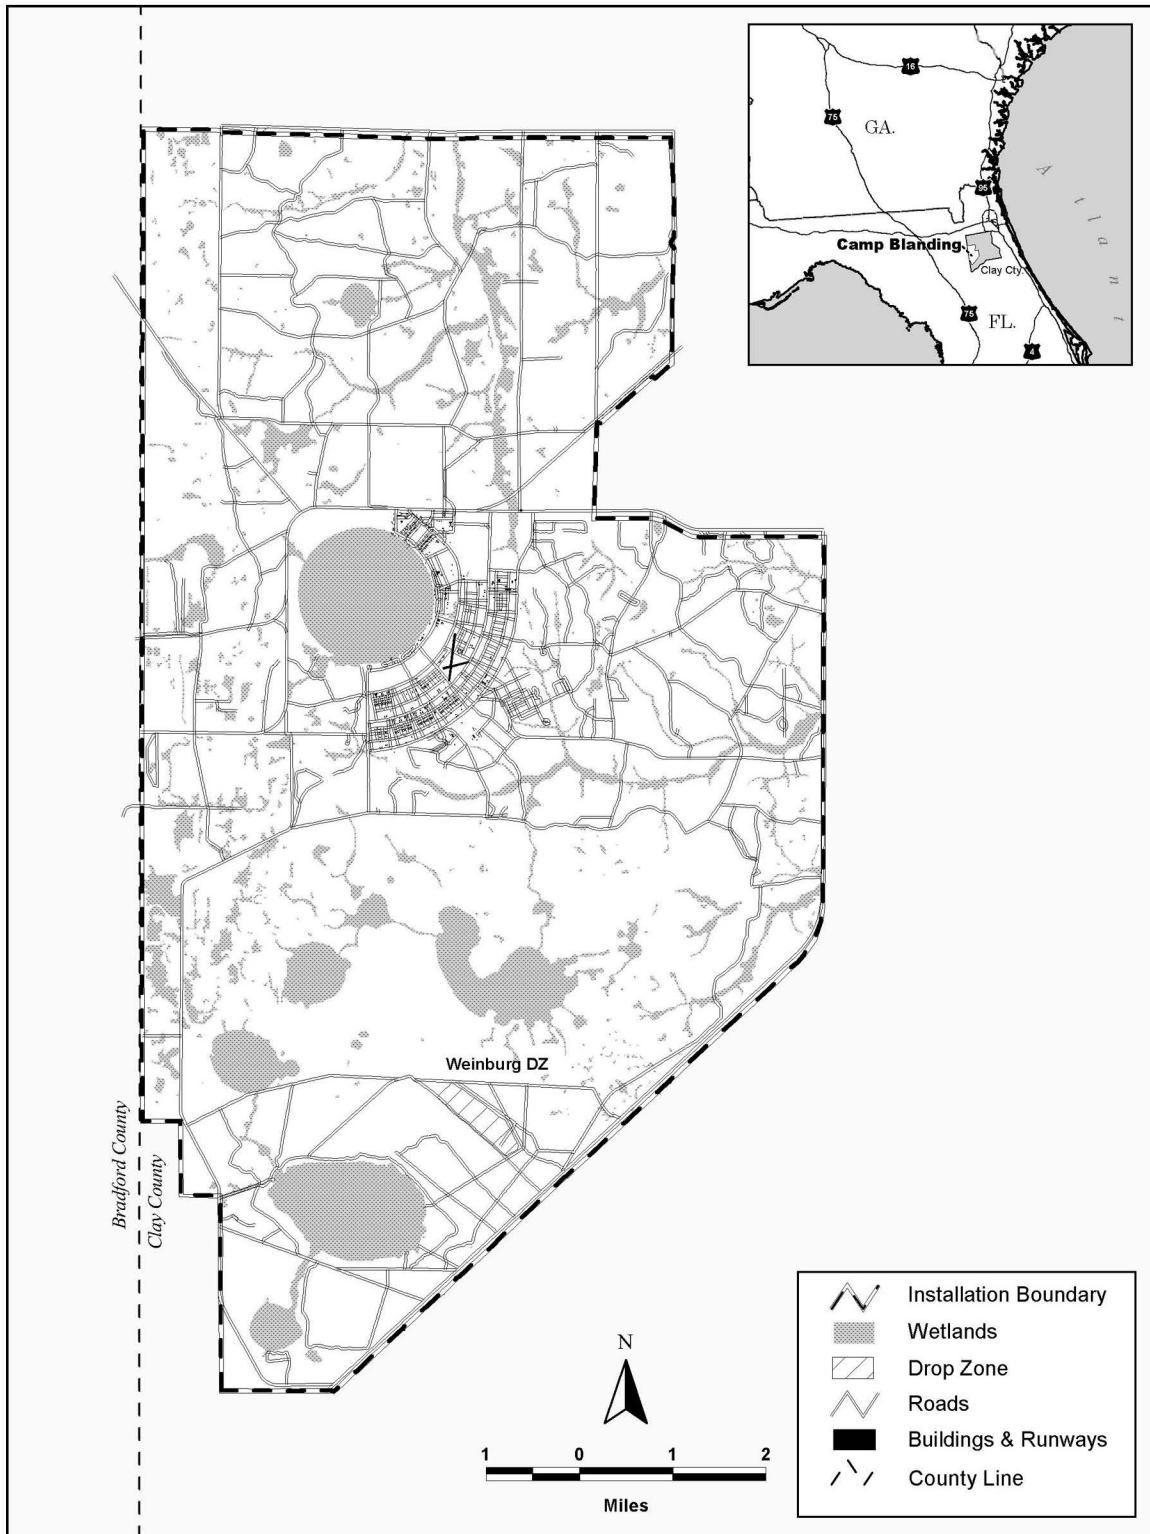 16
75
GA.
95
Atlant
Camp Blanding
Clay Cty.
75
FL.
4
Weinburg DZ
Bradford County
Clay County
N
1 0 1 2
Miles
Installation Boundary
Wetlands
Drop Zone
Roads
Buildings & Runways
County Line